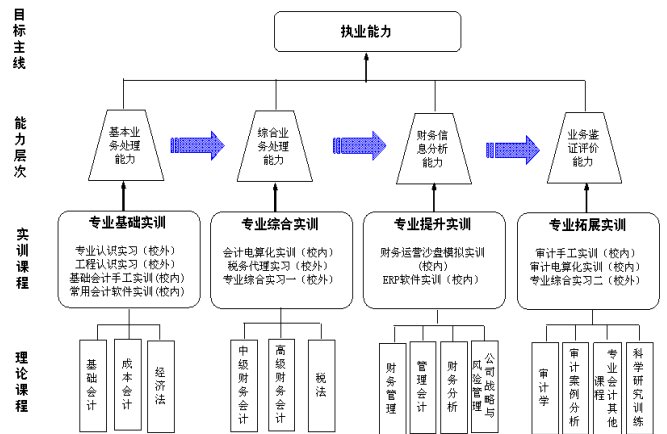 目标主线
执业能力
能力层次
基本业
务处理
能力
综合业
务处理
能力
财务信
息分析
能力
业务鉴
证评价
能力
实训课程
专业基础实训
专业认识实习（校外）
工程认识实习（校外）
基础会计手工实训(校内)
常用会计软件实训(校内)
专业综合实训
会计电算化实训（校内）
税务代理实习（校外）
专业综合实习一（校外）
专业提升实训
财务运营沙盘模拟实训
(校内）
ERP软件实训（校内）
专业拓展实训
审计手工实训（校内）
审计电算化实训（校内）
专业综合实习二（校外）
理论课程
基础会计
成本会计
经济法
中级财务会计
高级财务会计
税法
财务管理
管理会计
财务分析
公司战略与
风险管理
审计学
审计案例分析
专业会计其他
课程
科学研究训练